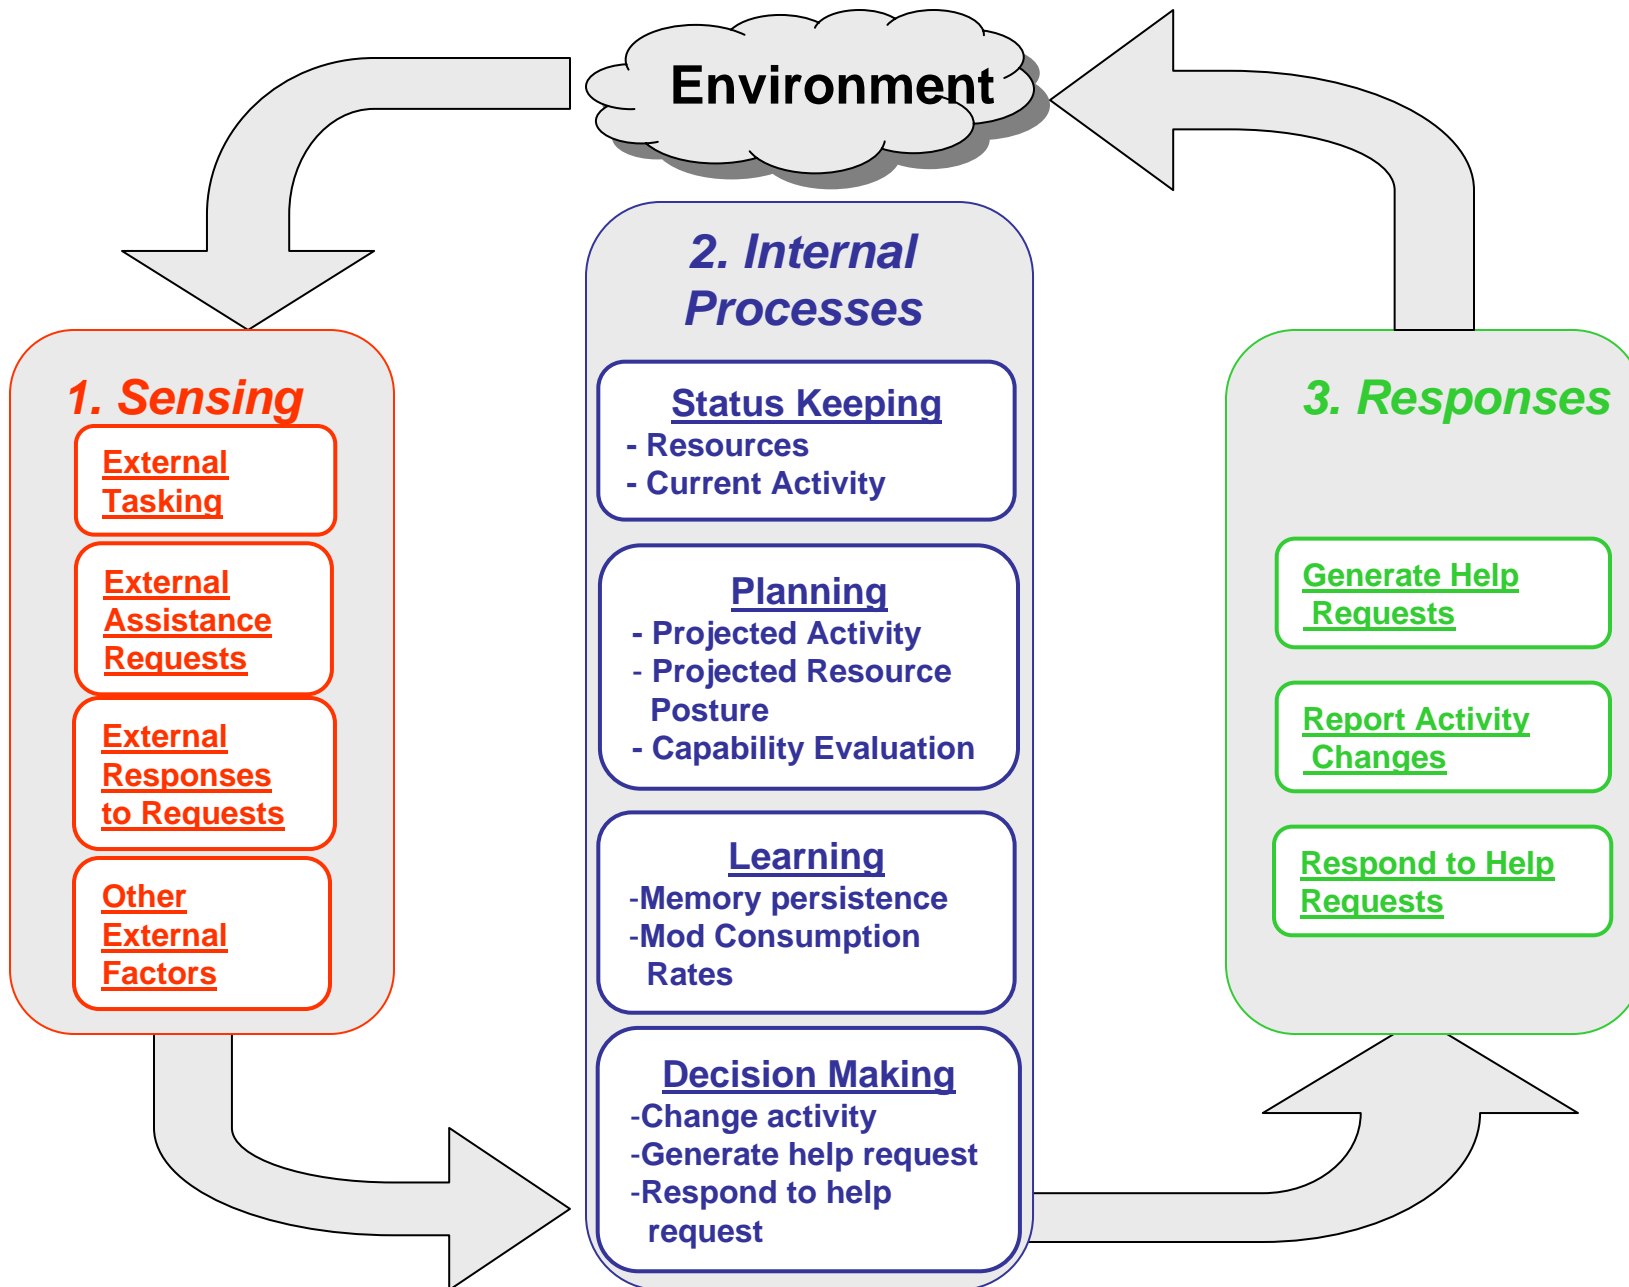 Environment
1. Sensing
External
Tasking
External
Assistance
Requests
External
Responses
to Requests
Other
External
Factors
2. Internal
Processes
Status Keeping
- Resources
- Current Activity
Planning
- Projected Activity
- Projected Resource
Posture
- Capability Evaluation
Learning
-Memory persistence
-Mod Consumption
Rates
Decision Making
-Change activity
-Generate help request
-Respond to help
request
3. Responses
Generate Help
Requests
Report Activity
Changes
Respond to Help
Requests